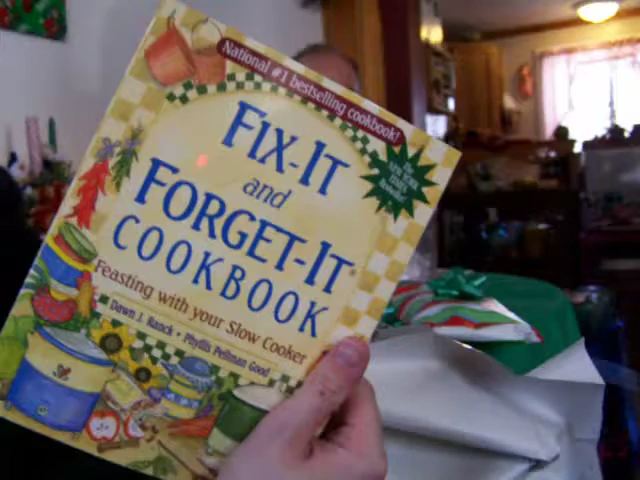 National #1 bestselling cookbook!
FIX-IT
and
FORGET-IT®
COOKBOOK
Feasting with your Slow Cooker
Dawn J. Ranck • Phyllis Pellman Good